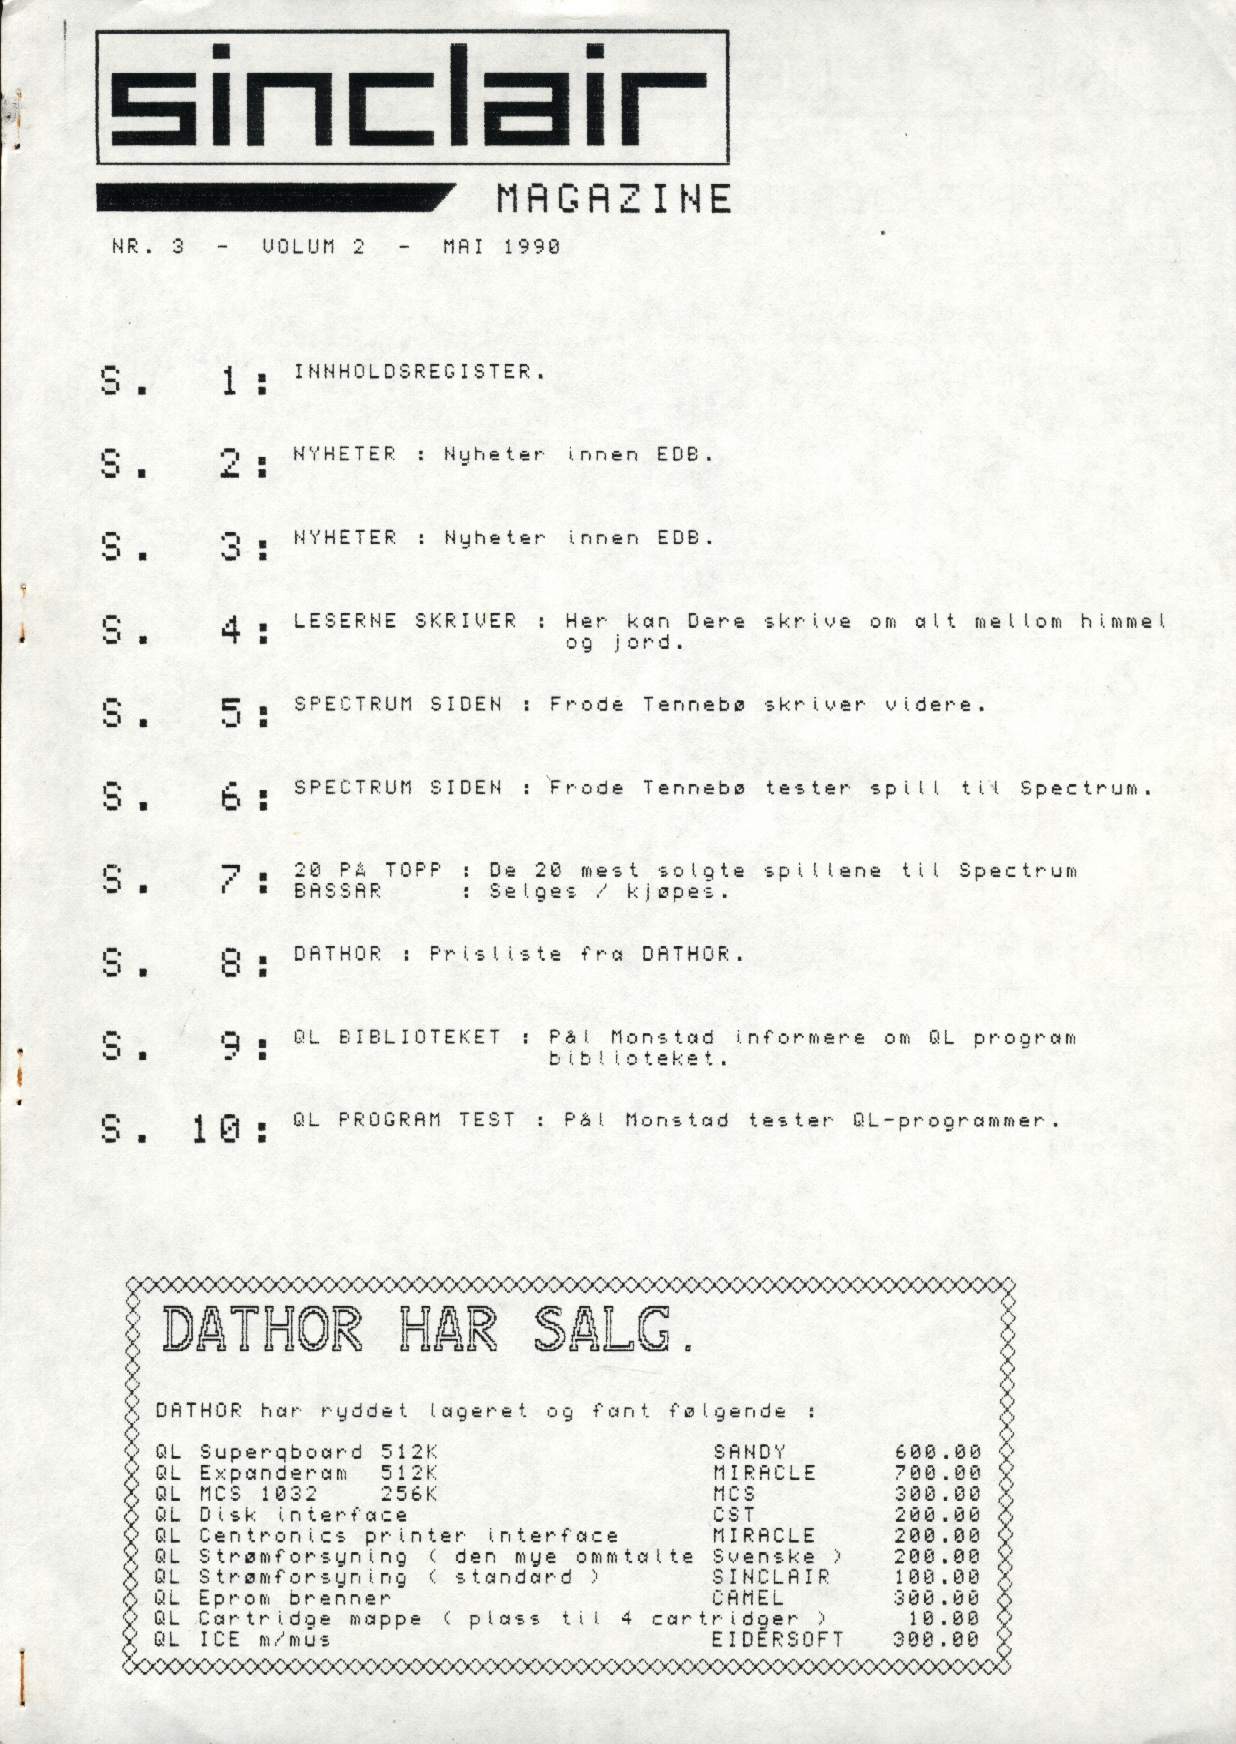 sinclair
MAGAZINE
NR. 3 - VOLUM 2 - MAI 1990
S. 1: INNHOLDSREGISTER.
S. 2: NYHETER : Nyheter innen EDB.
S. 3: NYHETER : Nyheter innen EDB.
S. 4: LESERNE SKRIVER : Her kan Dere skrive om alt mellom himmel
og jord.
S. 5: SPECTRUM SIDEN : Frode Tennebø skriver videre.
S. 6: SPECTRUM SIDEN : Frode Tennebø tester spill til Spectrum.
S. 7: 20 PÅ TOPP : De 20 mest solgte spillene til Spectrum
BASSAR : Selges / kjøpes.
S. 8: DATHOR : Prisliste fra DATHOR.
S. 9: QL BIBLIOTEKET : Pål Monstad informere om QL program
biblioteket.
S. 10: QL PROGRAM TEST : Pål Monstad tester QL-programmer.
DATHOR HAR SALG.
DATHOR har ryddet lageret og fant følgende :
QL Superqboard 512K SANDY 600.00
QL Expanderam 512K MIRACLE 700.00
QL MCS 1032 256K MCS 300.00
QL Disk interface CST 200.00
QL Centronics printer interface MIRACLE 200.00
QL Strømforsyning ( den mye ommtalte Svenske ) 200.00
QL Strømforsyning ( standard ) SINCLAIR 100.00
QL Eprom brenner CAMEL 300.00
QL Cartridge mappe ( plass til 4 cartridger ) 10.00
QL ICE m/mus EIDERSOFT 300.00